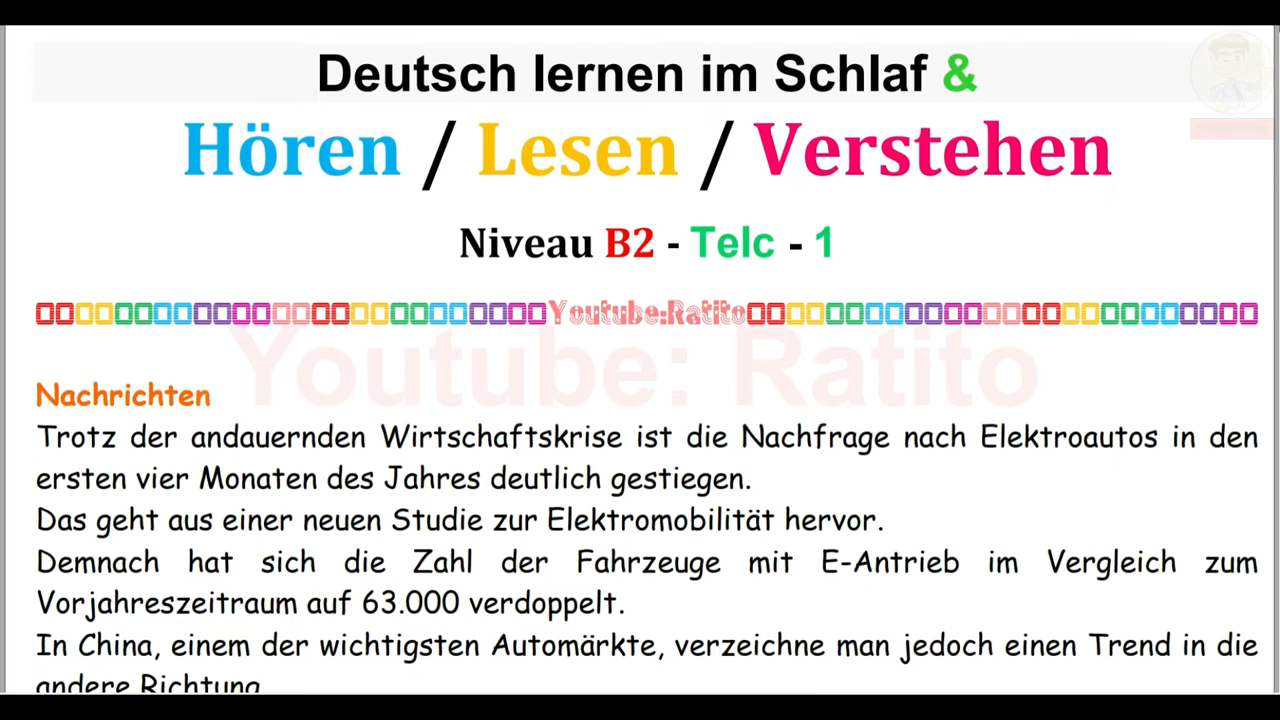 Deutsch lernen im Schlaf &
Hören / Lesen / Verstehen
Niveau B2 - Telc - 1
Youtube:Ratito
Youtube: Ratito
Nachrichten
Trotz der andauernden Wirtschaftskrise ist die Nachfrage nach Elektroautos in den
ersten vier Monaten des Jahres deutlich gestiegen.
Das geht aus einer neuen Studie zur Elektromobilität hervor.
Demnach hat sich die Zahl der Fahrzeuge mit E-Antrieb im Vergleich zum
Vorjahreszeitraum auf 63.000 verdoppelt.
In China, einem der wichtigsten Automärkte, verzeichne man jedoch einen Trend in die
andere Richtung